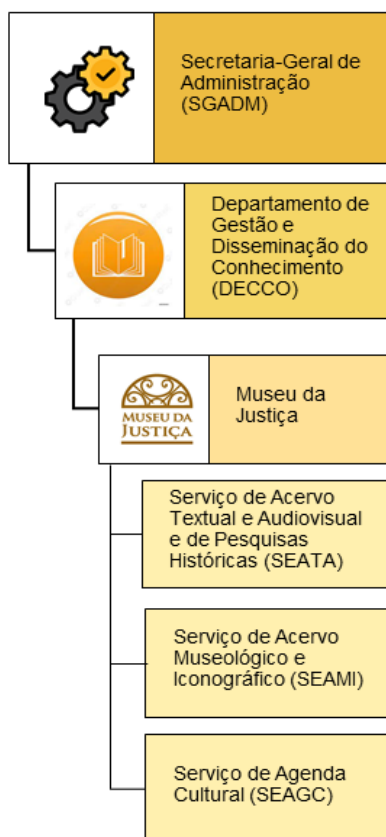 Secretaria-Geral de
Administração
(SGADM)
Departamento de
Gestão e
Disseminação do
Conhecimento
(DECCO)
MUSEU DA
JUSTIÇA
Museu da
Justiça
Serviço de Acervo
Textual e Audiovisual
e de Pesquisas
Históricas (SEATA)
Serviço de Acervo
Museológico e
Iconográfico (SEAMI)
Serviço de Agenda
Cultural (SEAGC)